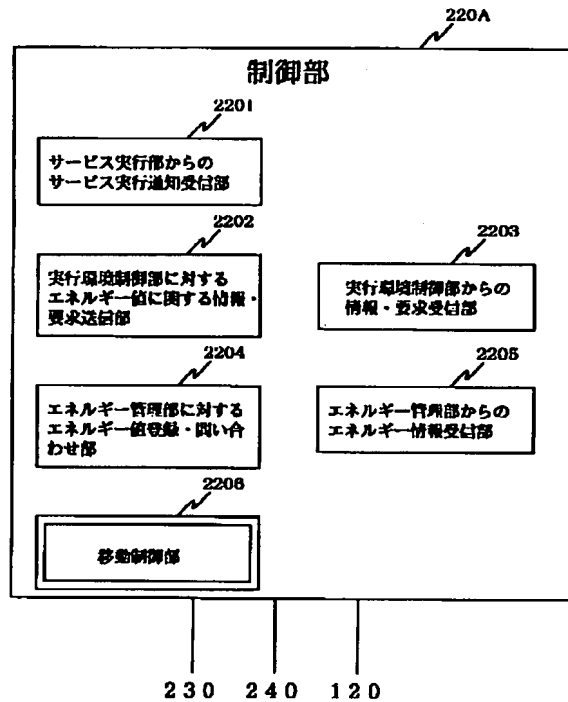 220A
制御部
2201
サービス実行部からの
サービス実行通知受信部
2202
実行環境制御部に対する
エネルギー値に関する情報・
要求送信部
2203
実行環境制御部からの
情報・要求受信部
2204
エネルギー管理部に対する
エネルギー値登録・問い合
わせ部
2205
エネルギー管理部からの
エネルギー情報受信部
2206
移動制御部
230 240 120